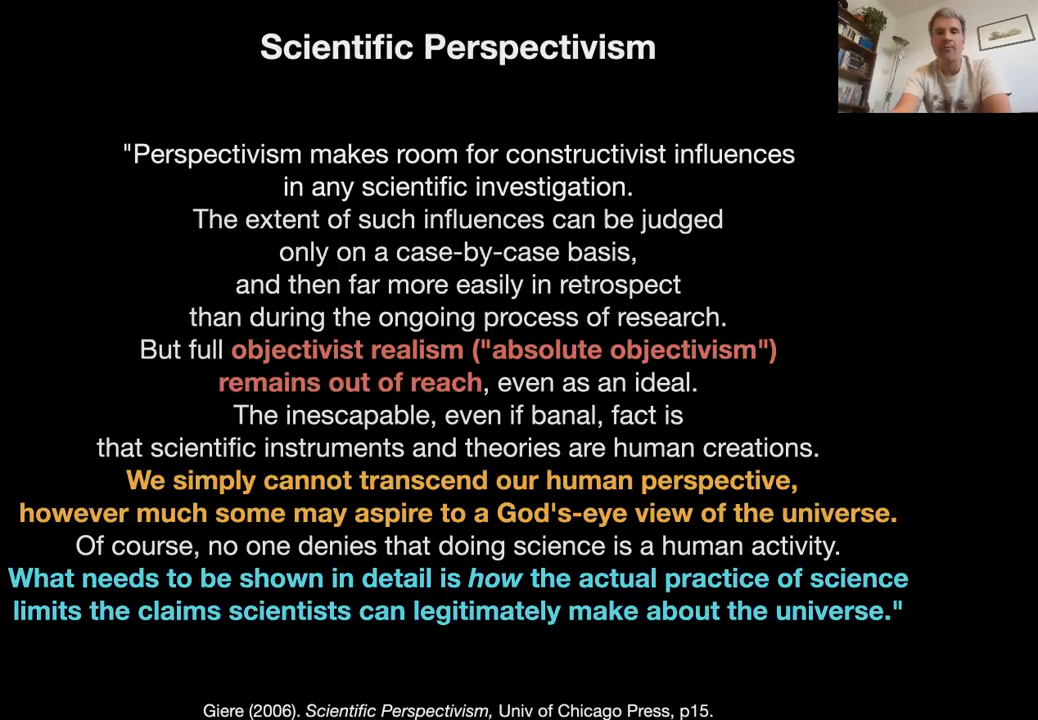 Scientific Perspectivism
"Perspectivism makes room for constructivist influences
in any scientific investigation.
The extent of such influences can be judged
only on a case-by-case basis,
and then far more easily in retrospect
than during the ongoing process of research.
But full objectivist realism ("absolute objectivism")
remains out of reach, even as an ideal.
The inescapable, even if banal, fact is
that scientific instruments and theories are human creations.
We simply cannot transcend our human perspective,
however much some may aspire to a God's-eye view of the universe.
Of course, no one denies that doing science is a human activity.
What needs to be shown in detail is how the actual practice of science
limits the claims scientists can legitimately make about the universe."
Giere (2006). Scientific Perspectivism, Univ of Chicago Press, p15.